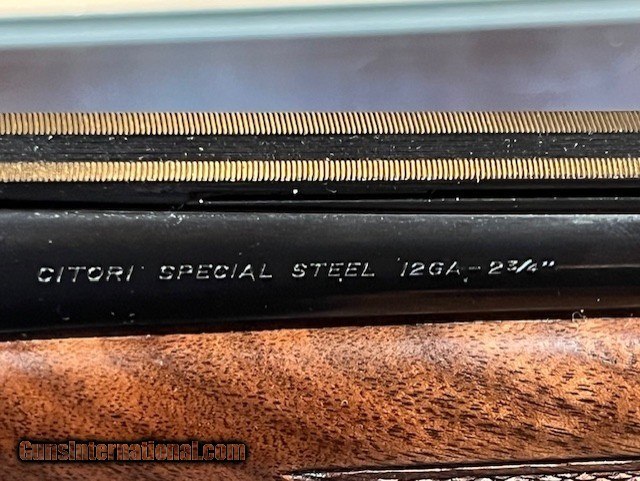 CITORI SPECIAL STEEL 12GA-2¾"
GunsInternational.com